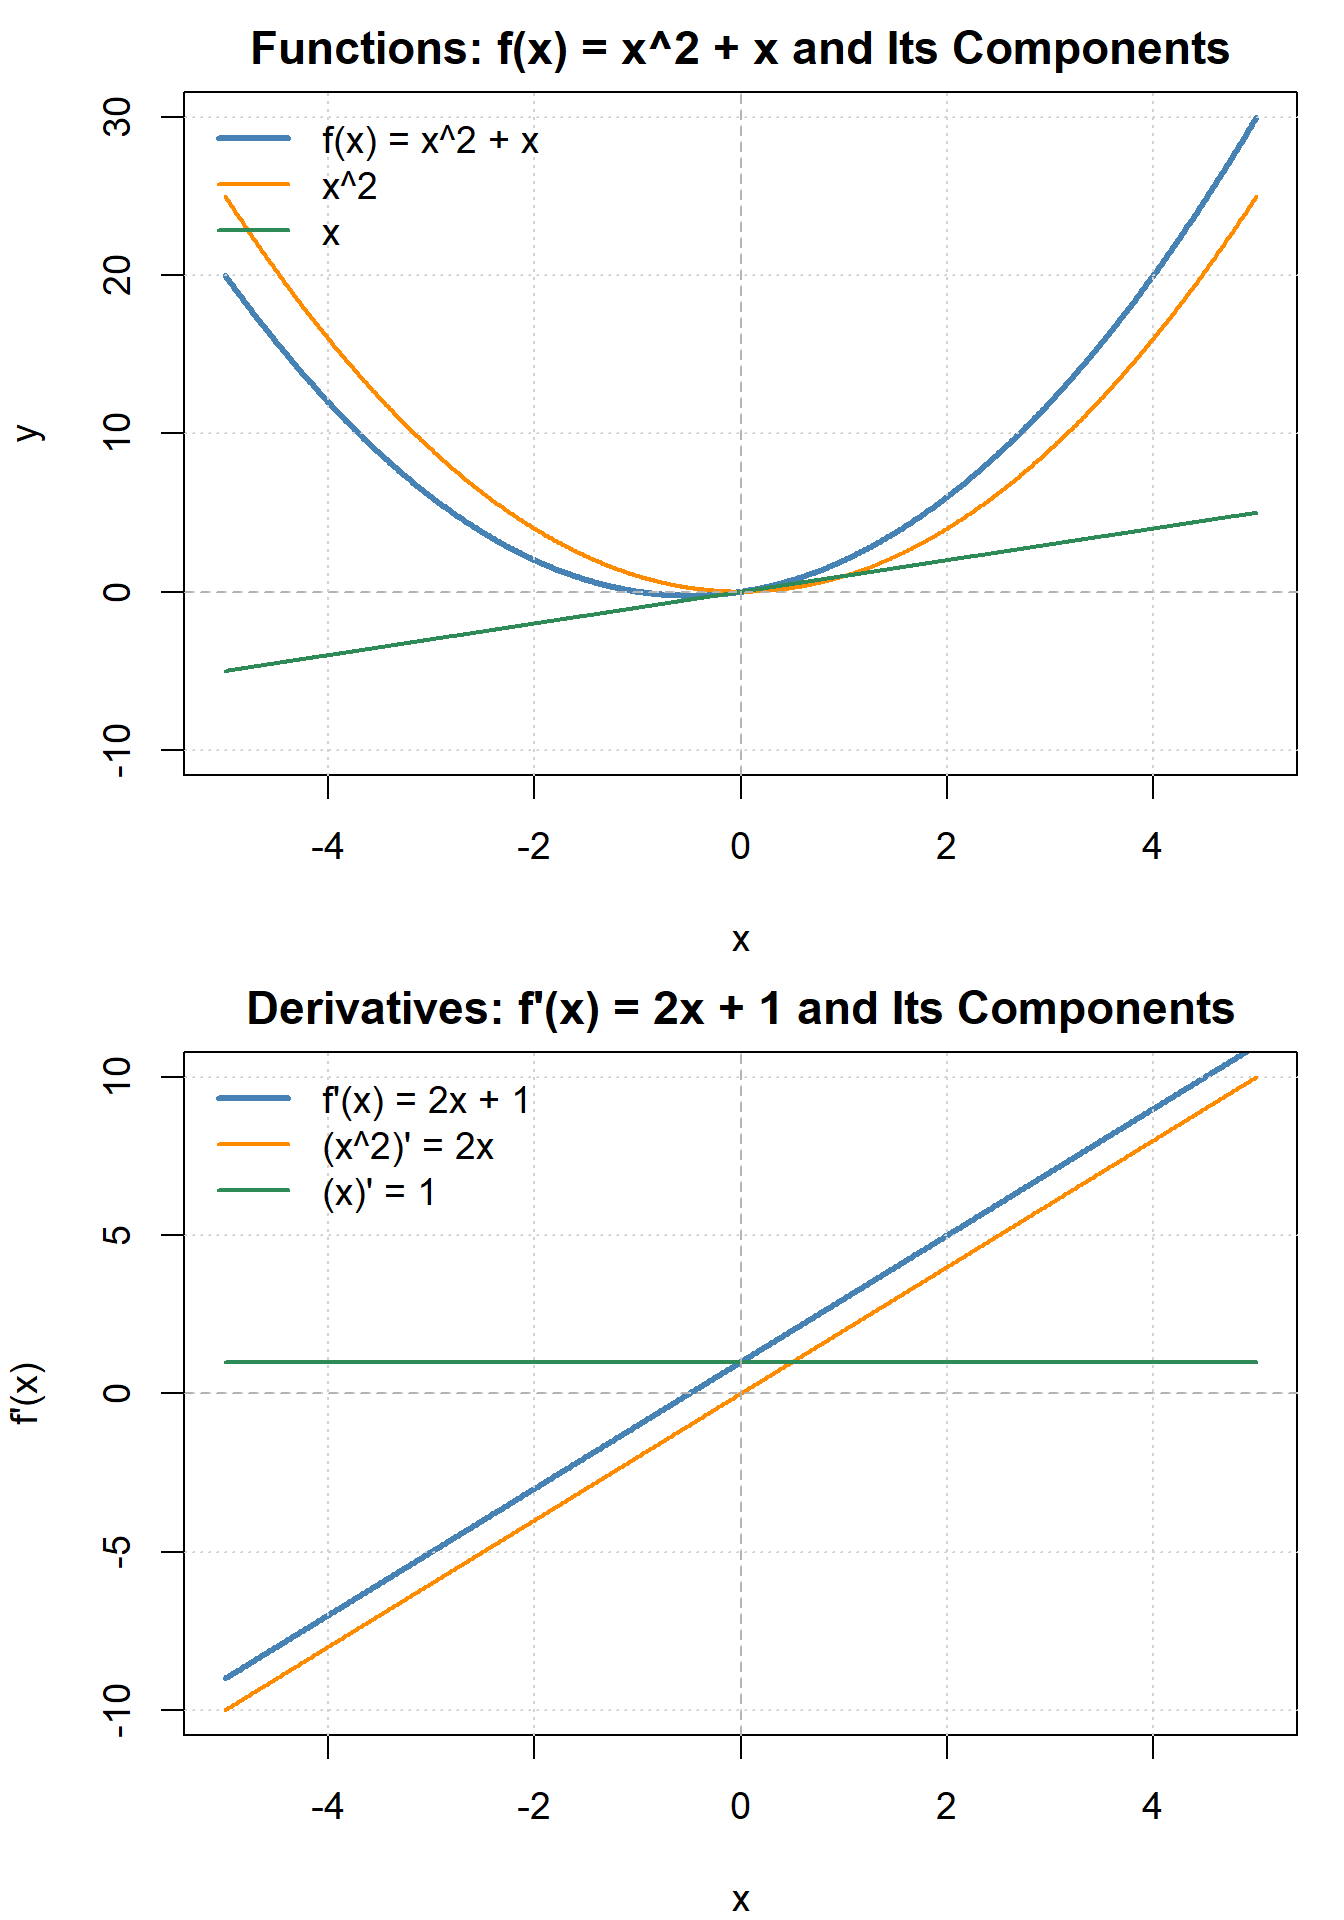 Functions: f(x) = x^2 + x and Its Components
f(x) = x^2 + x
x^2
x
30
20
10
0
-10
y
-4 -2 0 2 4
x
Derivatives: f'(x) = 2x + 1 and Its Components
f'(x) = 2x + 1
(x^2)' = 2x
(x)' = 1
10
5
0
-5
-10
f'(x)
-4 -2 0 2 4
x